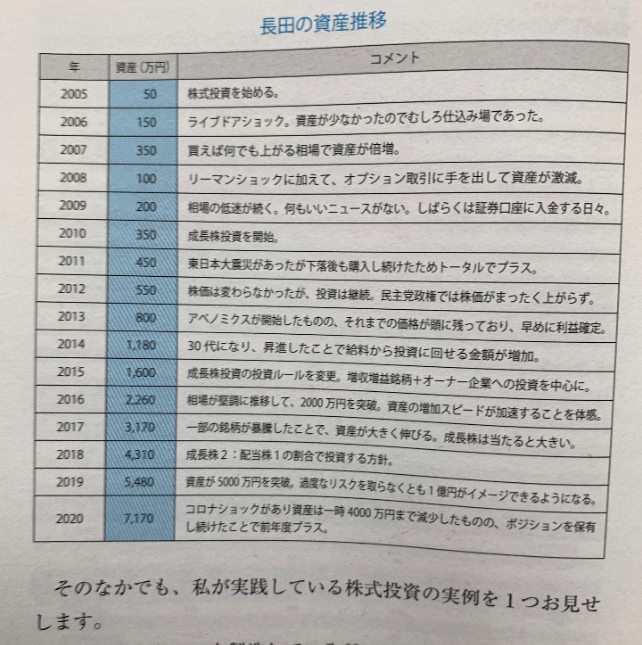 長田の資産推移
年 資産(万円) コメント
2005 50 株式投資を始める。
2006 150 ライブドアショック。資産が少なかったのでむしろ仕込み場であった。
2007 350 買えば何でも上がる相場で資産が倍増。
2008 100 リーマンショックに加えて、オプション取引に手を出して資産が激減。
2009 200 相場の低迷が続く。何もいいニュースがない。しばらくは証券口座に入金する日々。
2010 350 成長株投資を開始。
2011 450 東日本大震災があったが下落後も購入し続けたためトータルでプラス。
2012 550 株価は変わらなかったが、投資は継続。民主党政権では株価がまったく上がらず。
2013 800 アベノミクスが開始したものの、それまでの価格が頭に残っており、早めに利益確定。
2014 1,180 30代になり、昇進したことで給料から投資に回せる金額が増加。
2015 1,600 成長株投資の投資ルールを変更。増収増益銘柄+オーナー企業への投資を中心に。
2016 2,260 相場が堅調に推移して、2000万円を突破。資産の増加スピードが加速することを体感。
2017 3,170 一部の銘柄が暴騰したことで、資産が大きく伸びる。成長株は当たると大きい。
2018 4,310 成長株2:配当株1の割合で投資する方針。
2019 5,480 資産が5000万円を突破。過度なリスクを取らなくとも1億円がイメージできるようになる。
2020 7,170 コロナショックがあり資産は一時4000万円まで減少したものの、ポジションを保有
し続けたことで前年度プラス。
そのなかでも、私が実践している株式投資の実例を1つお見せ
します。